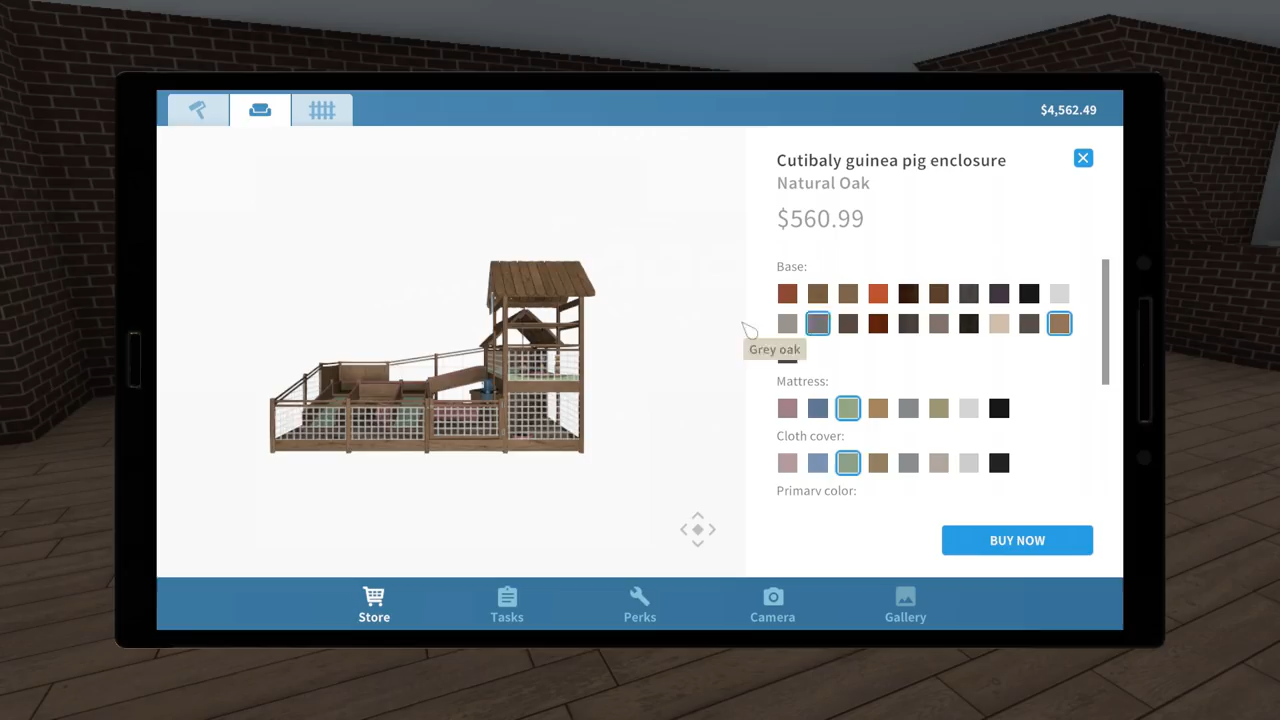 $4,562.49
Cutibaly guinea pig enclosure
Natural Oak
$560.99
Base:
Grey oak
Mattress:
Cloth cover:
Primary color:
BUY NOW
Store
Tasks
Perks
Camera
Gallery